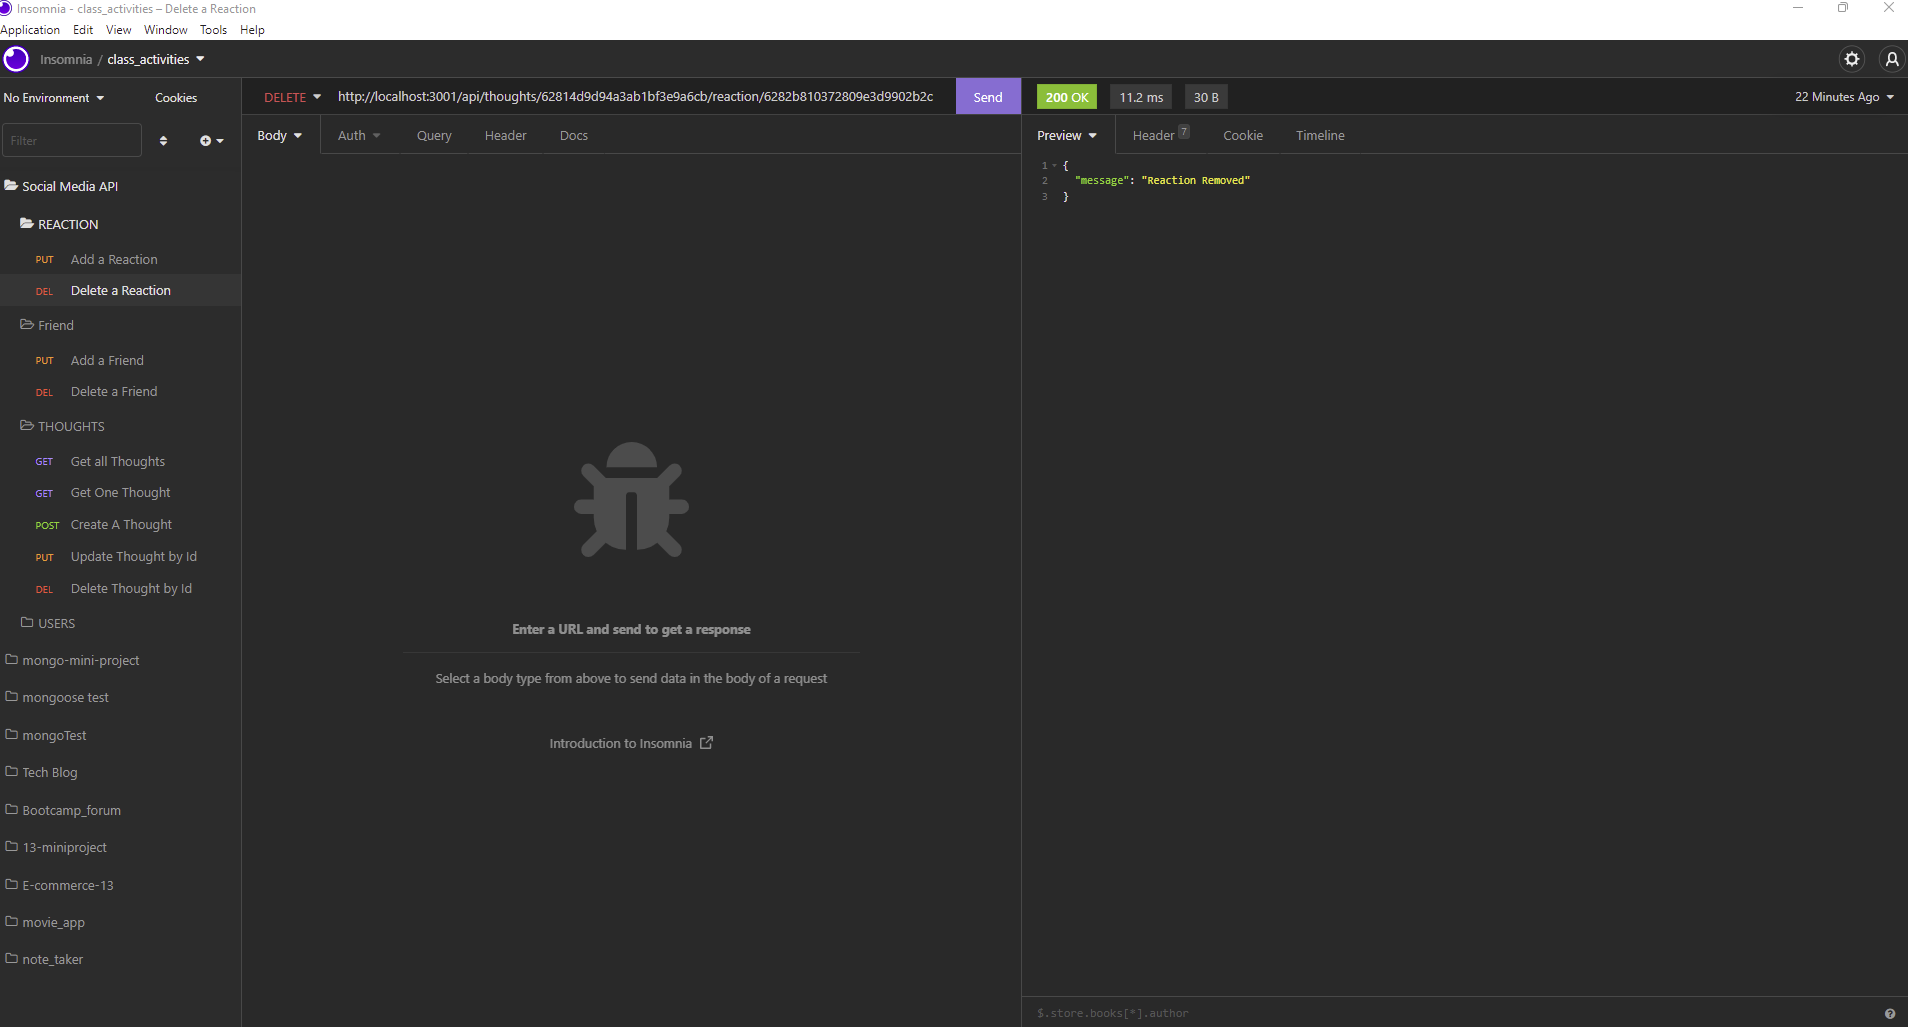 Insomnia - class_activities – Delete a Reaction
Application Edit View Window Tools Help
Insomnia / class_activities
No Environment Cookies
DELETE http://localhost:3001/api/thoughts/62814d9d94a3ab1bf3e9a6cb/reaction/6282b810372809e3d9902b2c Send
200 OK 11.2 ms 30 B 22 Minutes Ago
Filter
Body Auth Query Header Docs
Preview Header 7 Cookie Timeline
1 {
2 "message": "Reaction Removed"
3 }
Social Media API
REACTION
PUT Add a Reaction
DEL Delete a Reaction
Friend
PUT Add a Friend
DEL Delete a Friend
THOUGHTS
GET Get all Thoughts
GET Get One Thought
POST Create A Thought
PUT Update Thought by Id
DEL Delete Thought by Id
USERS
mongo-mini-project
mongoose test
mongoTest
Tech Blog
Bootcamp_forum
13-miniproject
E-commerce-13
movie_app
note_taker
Enter a URL and send to get a response
Select a body type from above to send data in the body of a request
Introduction to Insomnia
$.store.books[*].author